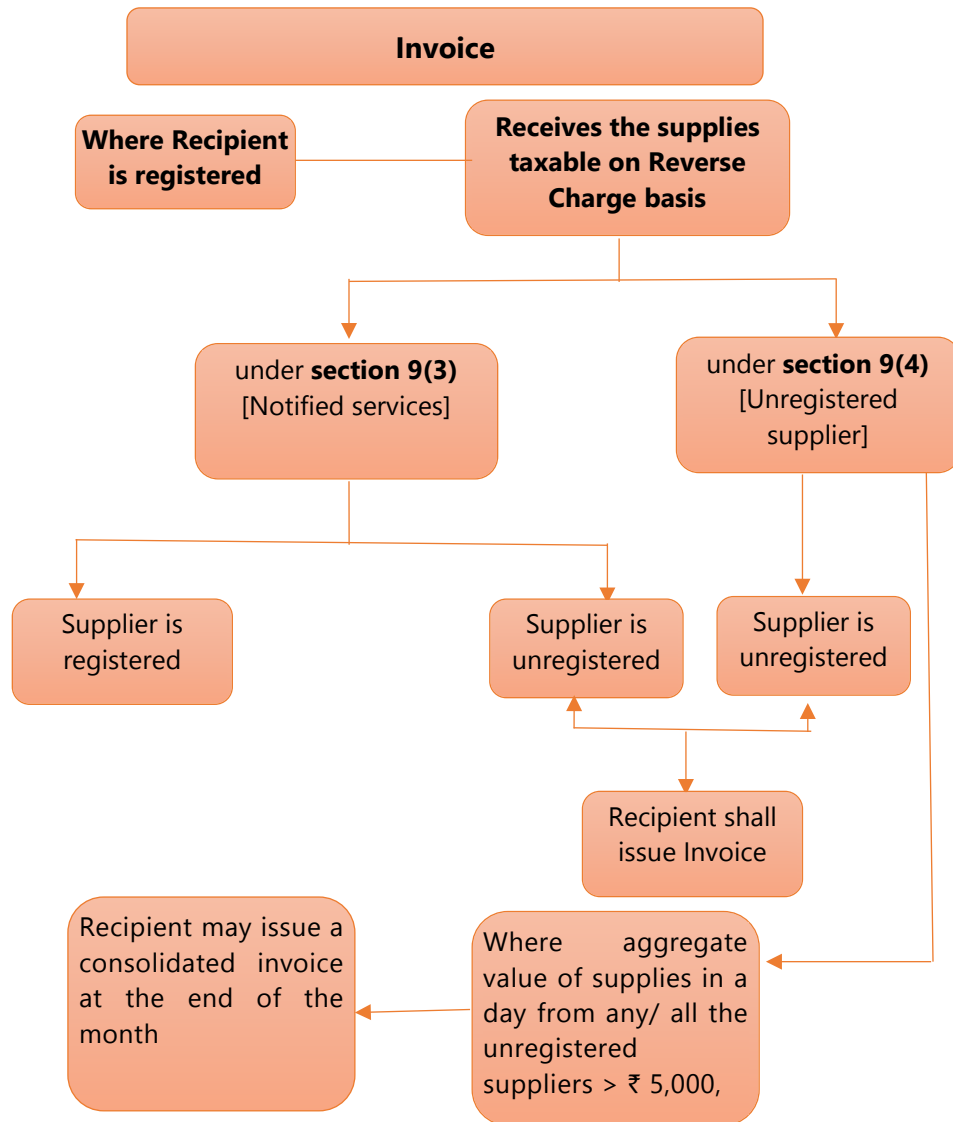 Invoice
Where Recipient
is registered
Receives the supplies
taxable on Reverse
Charge basis
under section 9(3)
[Notified services]
under section 9(4)
[Unregistered
supplier]
Supplier is
registered
Supplier is
unregistered
Supplier is
unregistered
Recipient shall
issue Invoice
Recipient may issue a
consolidated invoice
at the end of the
month
Where aggregate
value of supplies in a
day from any/ all the
unregistered
suppliers > ₹ 5,000,